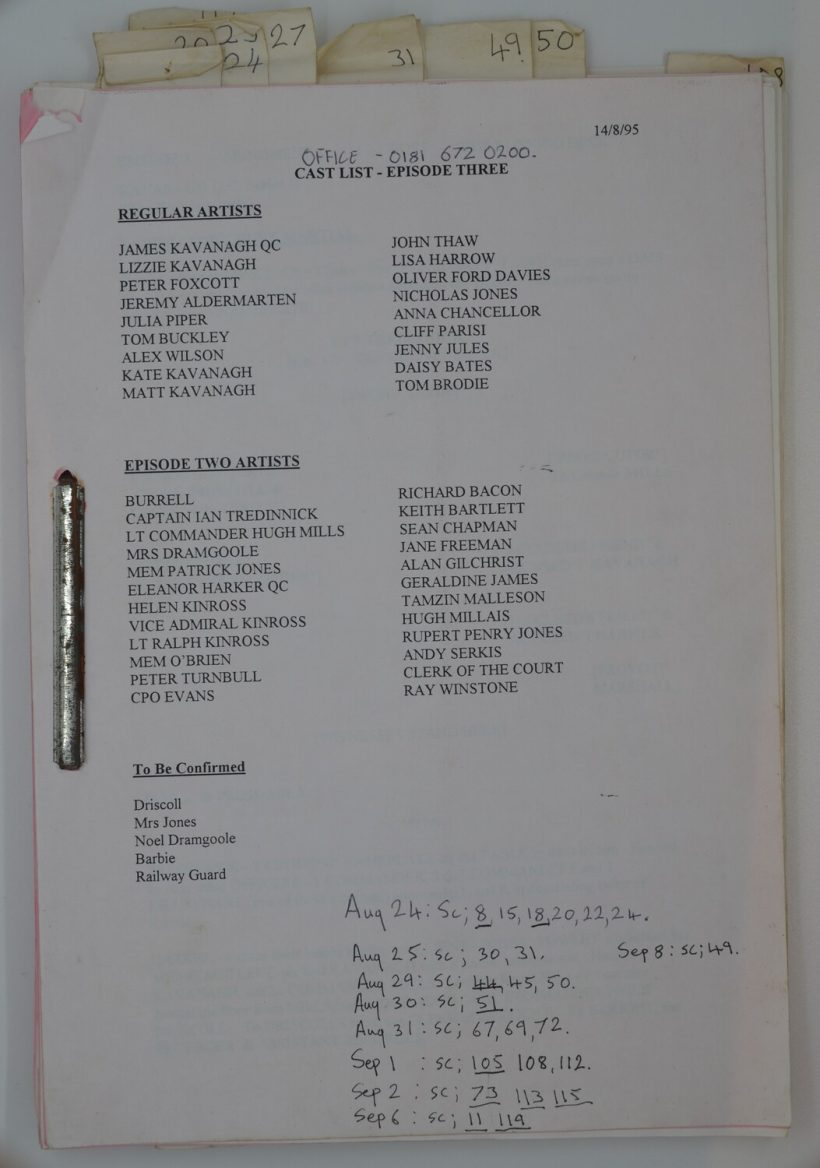 27
24
31
49
50
14/8/95
OFFICE - 0181 672 0200.
CAST LIST - EPISODE THREE
REGULAR ARTISTS
JAMES KAVANAGH QC JOHN THAW
LIZZIE KAVANAGH LISA HARROW
PETER FOXCOTT OLIVER FORD DAVIES
JEREMY ALDERMARTEN NICHOLAS JONES
JULIA PIPER ANNA CHANCELLOR
TOM BUCKLEY CLIFF PARISI
ALEX WILSON JENNY JULES
KATE KAVANAGH DAISY BATES
MATT KAVANAGH TOM BRODIE
EPISODE TWO ARTISTS
BURRELL RICHARD BACON
CAPTAIN IAN TREDINNICK KEITH BARTLETT
LT COMMANDER HUGH MILLS SEAN CHAPMAN
MRS DRAMGOOLE JANE FREEMAN
MEM PATRICK JONES ALAN GILCHRIST
ELEANOR HARKER QC GERALDINE JAMES
HELEN KINROSS TAMZIN MALLESON
VICE ADMIRAL KINROSS HUGH MILLAIS
LT RALPH KINROSS RUPERT PENRY JONES
MEM O'BRIEN ANDY SERKIS
PETER TURNBULL CLERK OF THE COURT
CPO EVANS RAY WINSTONE
To Be Confirmed
Driscoll
Mrs Jones
Noel Dramgoole
Barbie
Railway Guard
Aug 24: Sc; 8, 15, 18, 20, 22, 24.
Aug 25: sc; 30, 31. Sep 8: sc; 49.
Aug 29: sc; 44, 45, 50.
Aug 30: sc; 51.
Aug 31: sc; 67, 69, 72.
Sep 1 : sc; 105 108, 112.
Sep 2 : sc; 73 113 115
Sep 6 : sc; 11 119